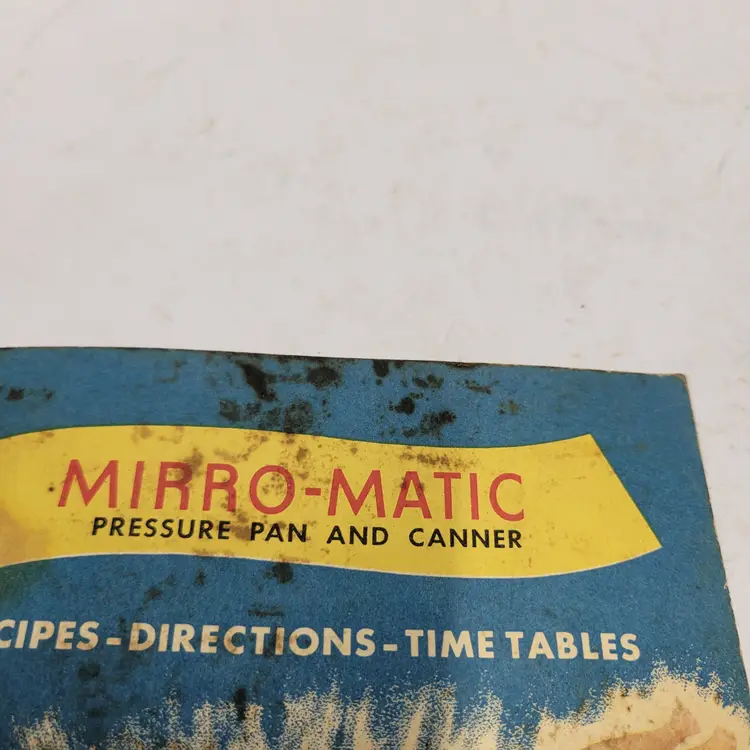 MIRRO-MATIC
PRESSURE PAN AND CANNER
CIPES-DIRECTIONS-TIME TABLES